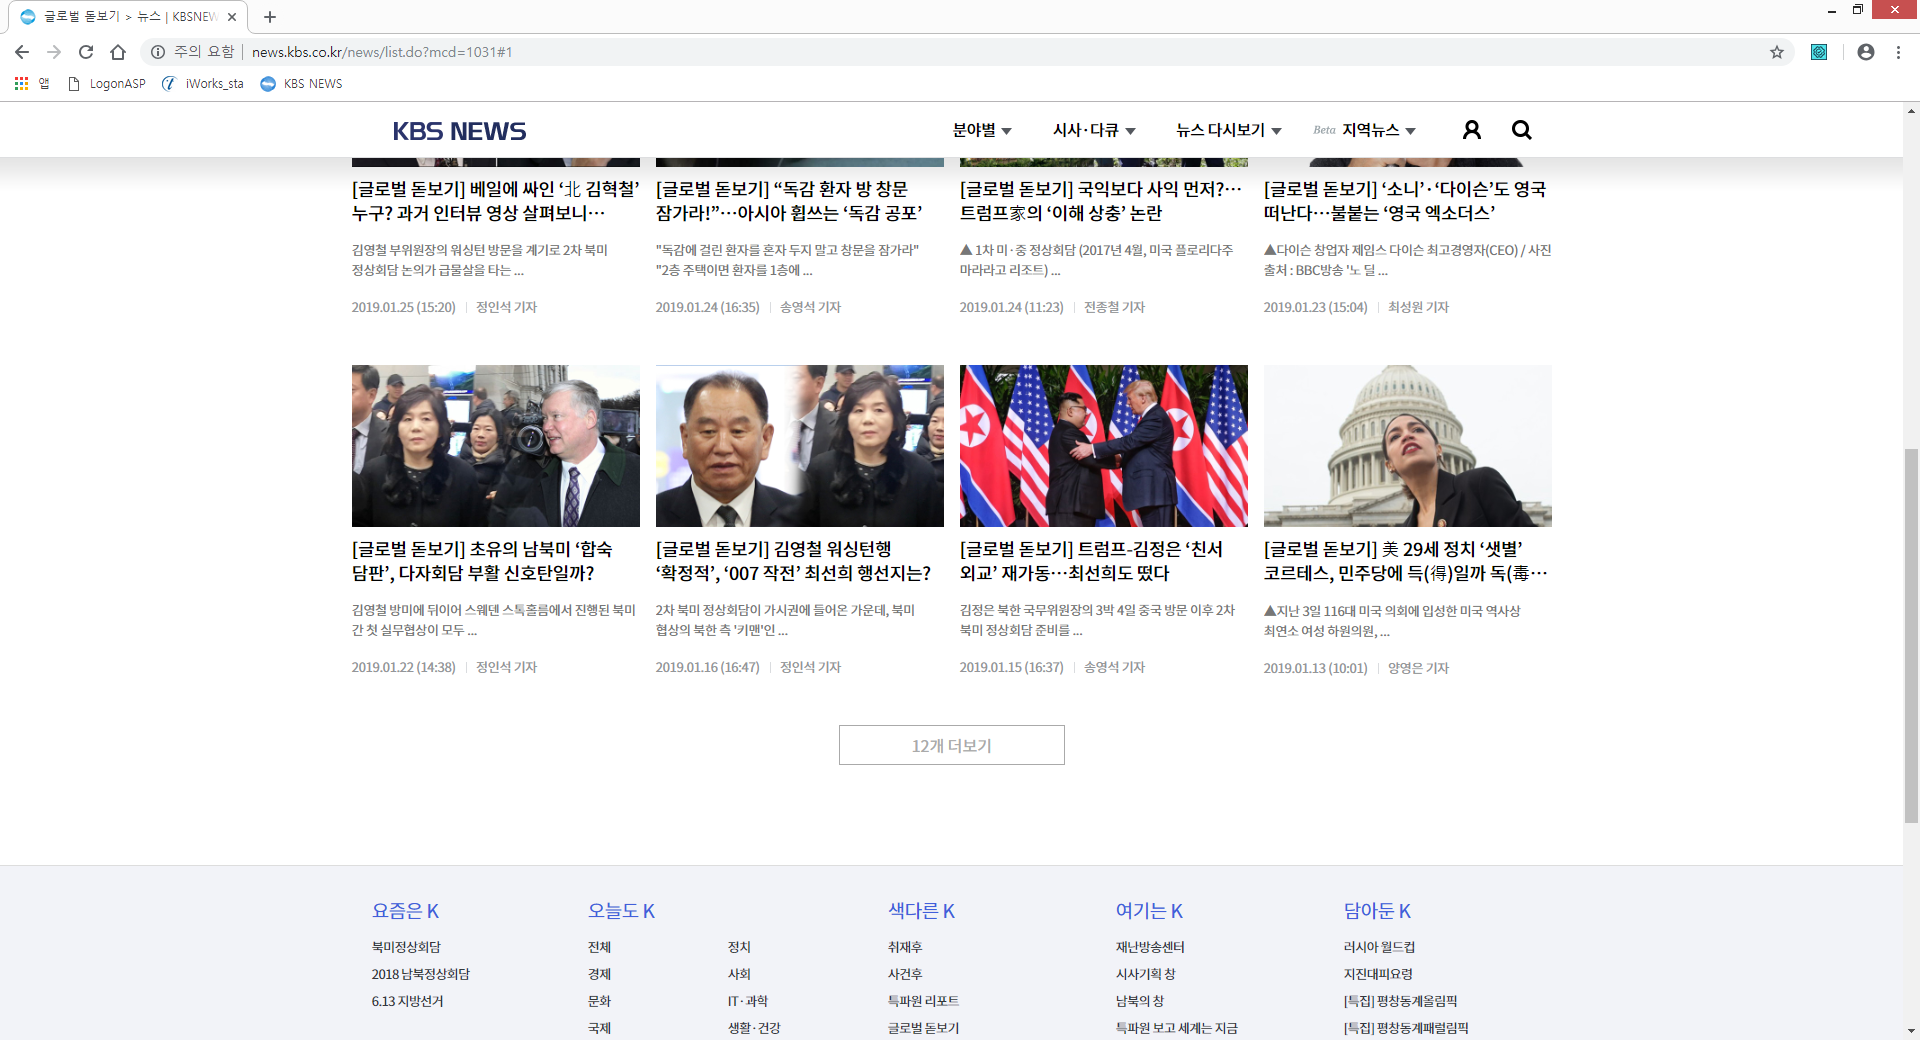 글로벌 돋보기 > 뉴스 | KBSNEW
주의 요함 | news.kbs.co.kr/news/list.do?mcd=1031#1
앱 LogonASP iWorks_sta KBS NEWS
KBS NEWS 분야별 시사·다큐 뉴스 다시보기 Beta 지역뉴스
[글로벌 돋보기] 베일에 싸인 ‘北 김혁철’
누구? 과거 인터뷰 영상 살펴보니…
김영철 부위원장의 워싱턴 방문을 계기로 2차 북미
정상회담 논의가 급물살을 타는 ...
2019.01.25 (15:20) | 정인석 기자
[글로벌 돋보기] “독감 환자 방 창문
잠가라!”…아시아 휩쓰는 ‘독감 공포’
"독감에 걸린 환자를 혼자 두지 말고 창문을 잠가라"
"2층 주택이면 환자를 1층에 ...
2019.01.24 (16:35) | 송영석 기자
[글로벌 돋보기] 국익보다 사익 먼저?…
트럼프家의 ‘이해 상충’ 논란
▲ 1차 미·중 정상회담 (2017년 4월, 미국 플로리다주
마라라고 리조트) ...
2019.01.24 (11:23) | 전종철 기자
[글로벌 돋보기] ‘소니’·‘다이슨’도 영국
떠난다…불붙는 ‘영국 엑소더스’
▲다이슨 창업자 제임스 다이슨 최고경영자(CEO) / 사진
출처 : BBC방송 '노 딜 ...
2019.01.23 (15:04) | 최성원 기자
[글로벌 돋보기] 초유의 남북미 ‘합숙
담판’, 다자회담 부활 신호탄일까?
김영철 방미에 뒤이어 스웨덴 스톡홀름에서 진행된 북미
간 첫 실무협상이 모두 ...
2019.01.22 (14:38) | 정인석 기자
[글로벌 돋보기] 김영철 워싱턴행
‘확정적’, ‘007 작전’ 최선희 행선지는?
2차 북미 정상회담이 가시권에 들어온 가운데, 북미
협상의 북한 측 '키맨'인 ...
2019.01.16 (16:47) | 정인석 기자
[글로벌 돋보기] 트럼프-김정은 ‘친서
외교’ 재가동…최선희도 떴다
김정은 북한 국무위원장의 3박 4일 중국 방문 이후 2차
북미 정상회담 준비를 ...
2019.01.15 (16:37) | 송영석 기자
[글로벌 돋보기] 美 29세 정치 ‘샛별’
코르테스, 민주당에 득(得)일까 독(毒…
▲지난 3일 116대 미국 의회에 입성한 미국 역사상
최연소 여성 하원의원, ...
2019.01.13 (10:01) | 양영은 기자
12개 더보기
요즘은 K
북미정상회담
2018 남북정상회담
6.13 지방선거
오늘도 K
전체 정치
경제 사회
문화 IT·과학
국제 생활·건강
색다른 K
취재후
사건후
특파원 리포트
글로벌 돋보기
여기는 K
재난방송센터
시사기획 창
남북의 창
특파원 보고 세계는 지금
담아둔 K
러시아 월드컵
지진대피요령
[특집] 평창동계올림픽
[특집] 평창동계패럴림픽